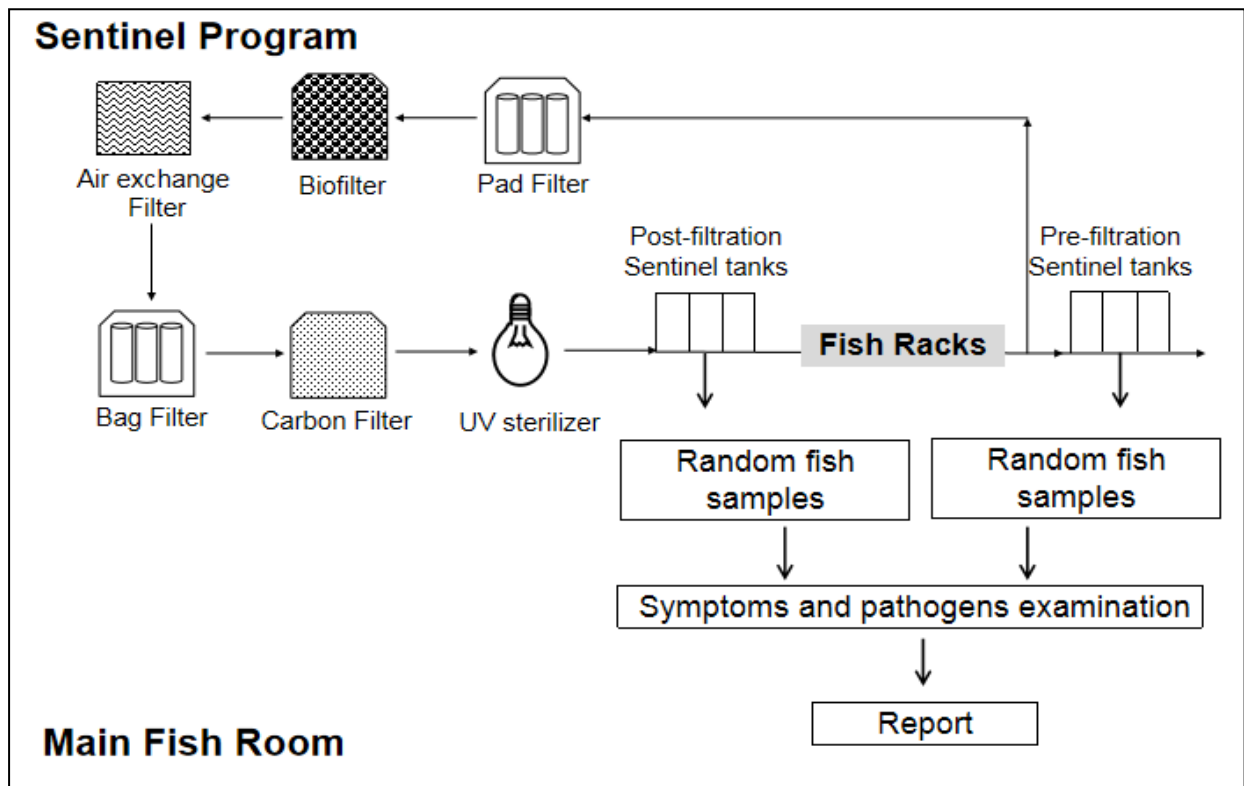 Sentinel Program
Air exchange
Filter
Biofilter
Pad Filter
Post-filtration
Sentinel tanks
Pre-filtration
Sentinel tanks
Bag Filter
Carbon Filter
UV sterilizer
Fish Racks
Random fish
samples
Random fish
samples
Symptoms and pathogens examination
Report
Main Fish Room